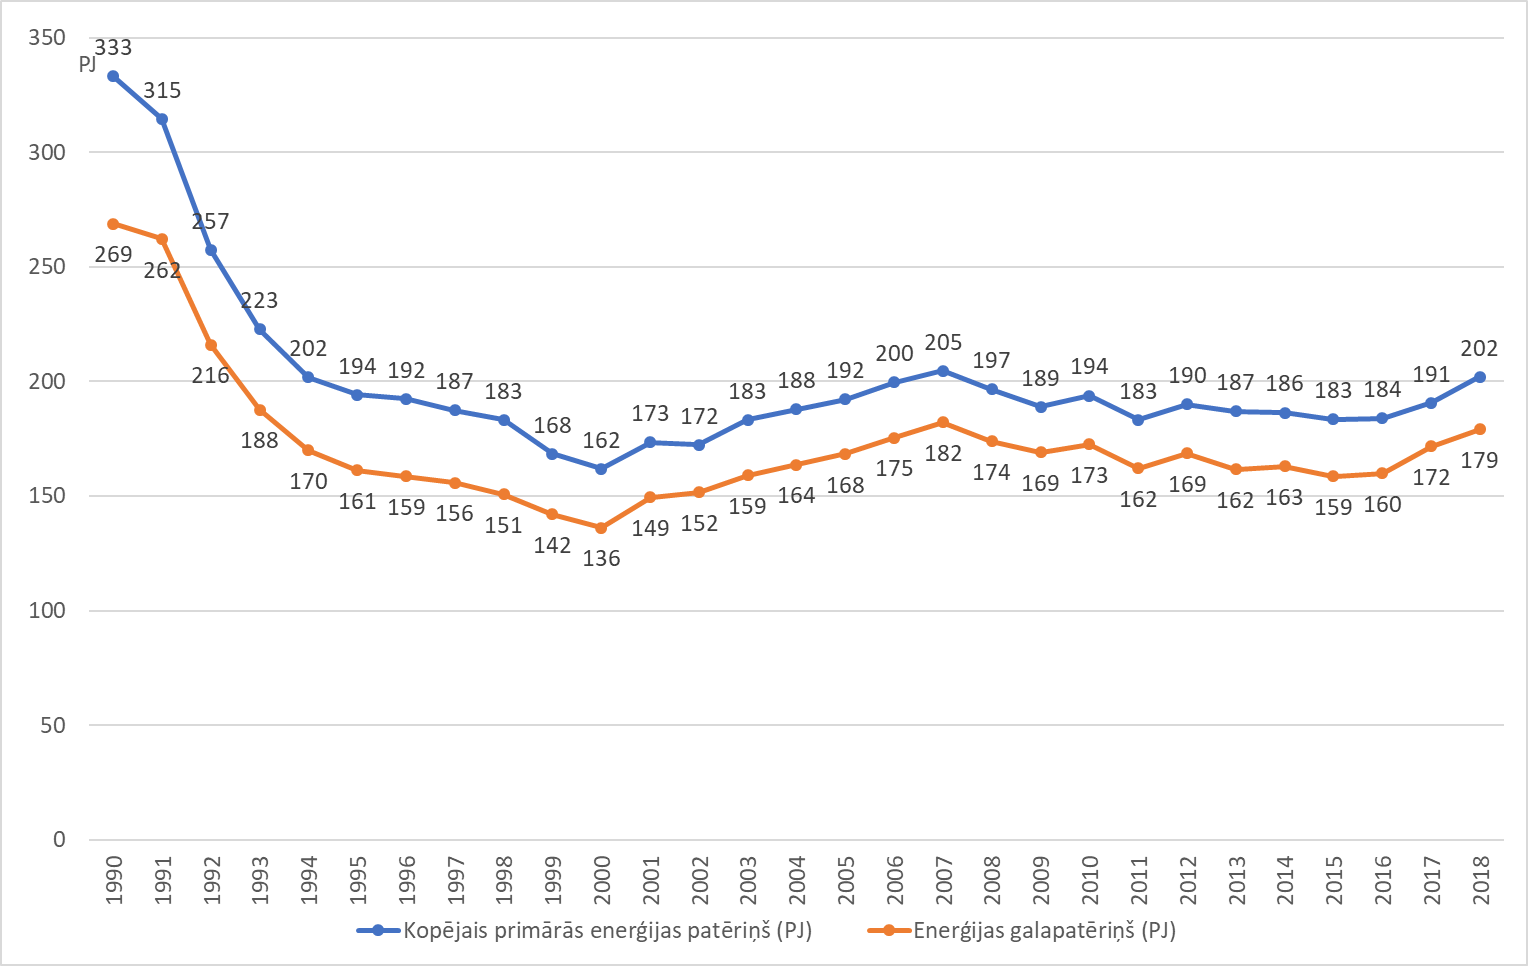 350
PJ
300
250
200
150
100
50
0
333 315 257 223 202 194 192 187 183 168 162 173 172 183 188 192 200 205 197 189 194 183 190 187 186 183 184 191 202
269 262 216 188 170 161 159 156 151 142 136 149 152 159 164 168 175 182 174 169 173 162 169 162 163 159 160 172 179
1990 1991 1992 1993 1994 1995 1996 1997 1998 1999 2000 2001 2002 2003 2004 2005 2006 2007 2008 2009 2010 2011 2012 2013 2014 2015 2016 2017 2018
Kopējais primārās enerģijas patēriņš (PJ) Enerģijas galapatēriņš (PJ)